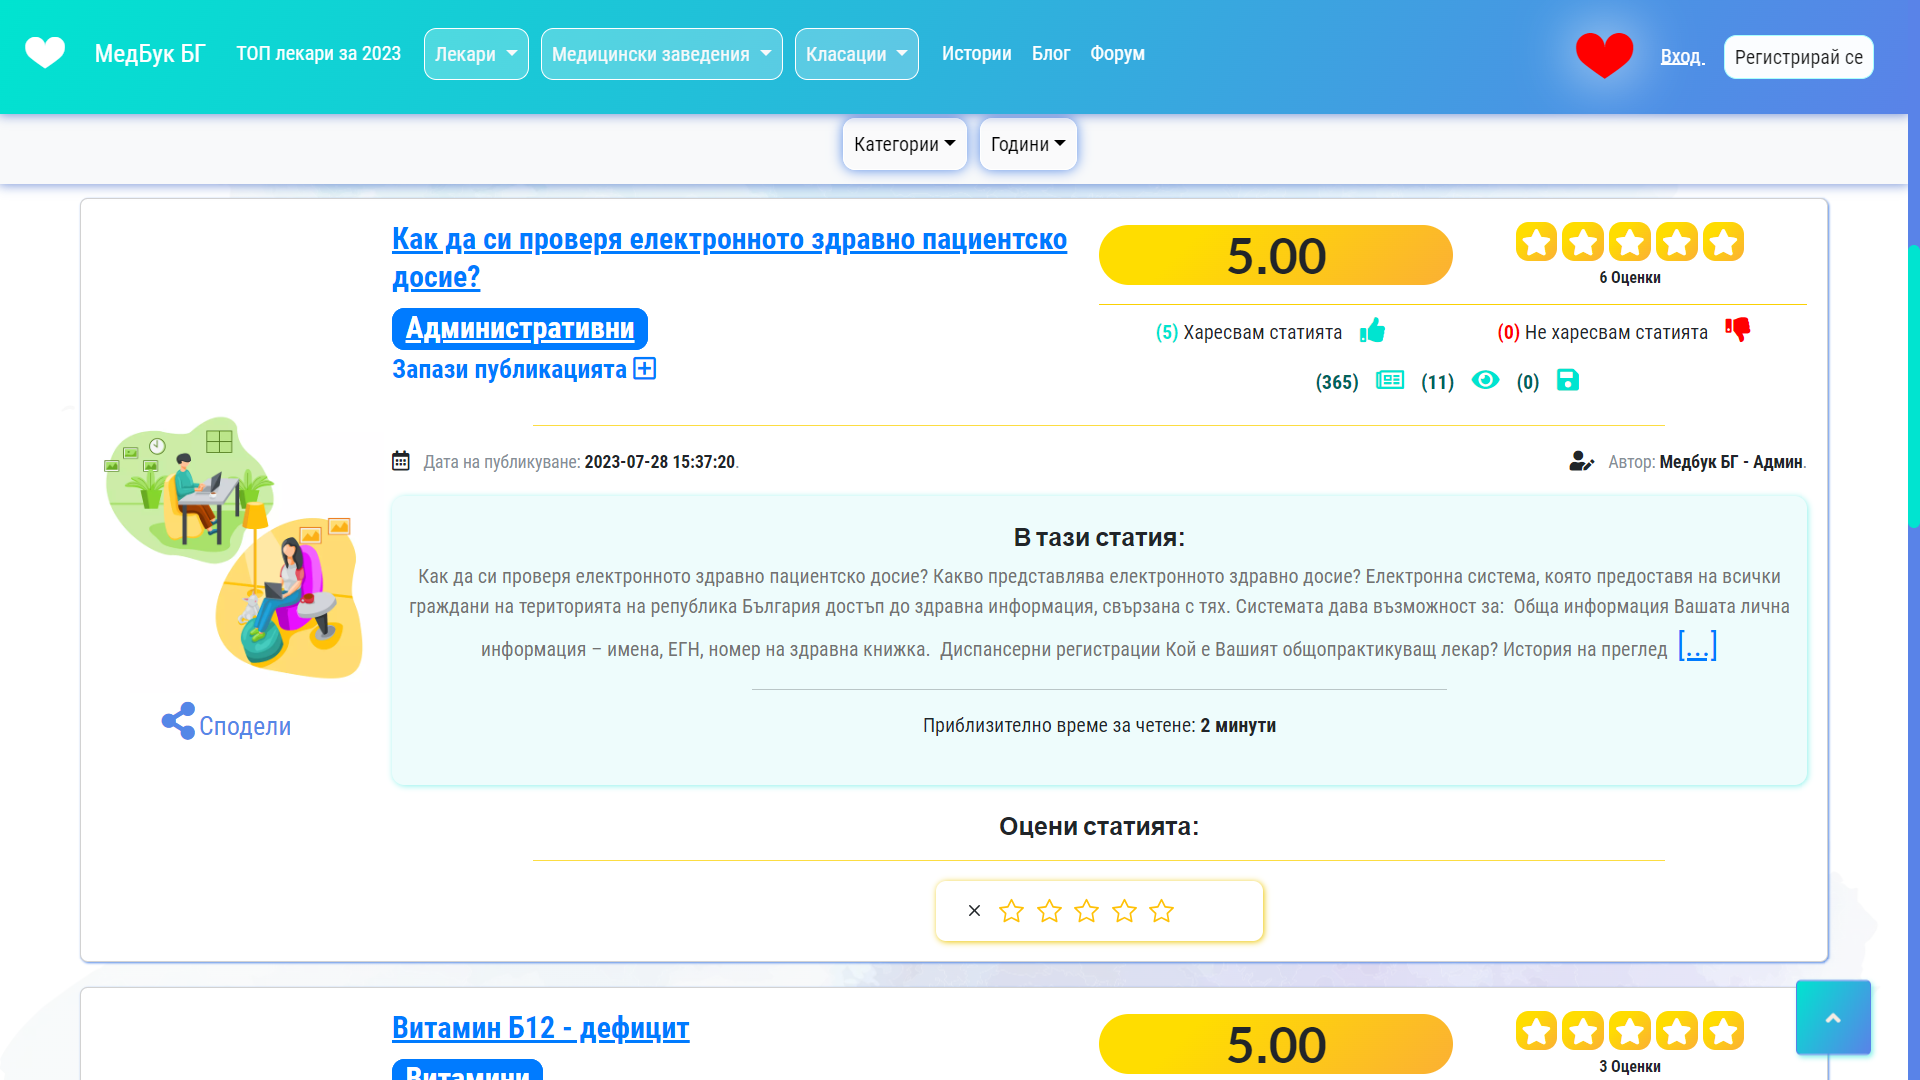 МедБук БГ
ТОП лекари за 2023
Лекари
Медицински заведения
Класации
Истории
Блог
Форум
Вход
Регистрирай се
Категории
Години
Как да си проверя електронното здравно пациентско
досие?
Административни
Запази публикацията
5.00
6 Оценки
(5) Харесвам статията
(0) Не харесвам статията
(365)
(11)
(0)
Дата на публикуване: 2023-07-28 15:37:20.
Автор: Медбук БГ - Админ.
В тази статия:
Как да си проверя електронното здравно пациентско досие? Какво представлява електронното здравно досие? Електронна система, която предоставя на всички
граждани на територията на република България достъп до здравна информация, свързана с тях. Системата дава възможност за: Обща информация Вашата лична
информация – имена, ЕГН, номер на здравна книжка. Диспансерни регистрации Кой е Вашият общопрактикуващ лекар? История на преглед [...]
Приблизително време за четене: 2 минути
Сподели
Оцени статията:
Витамин Б12 - дефицит
Витамини
5.00
3 Оценки